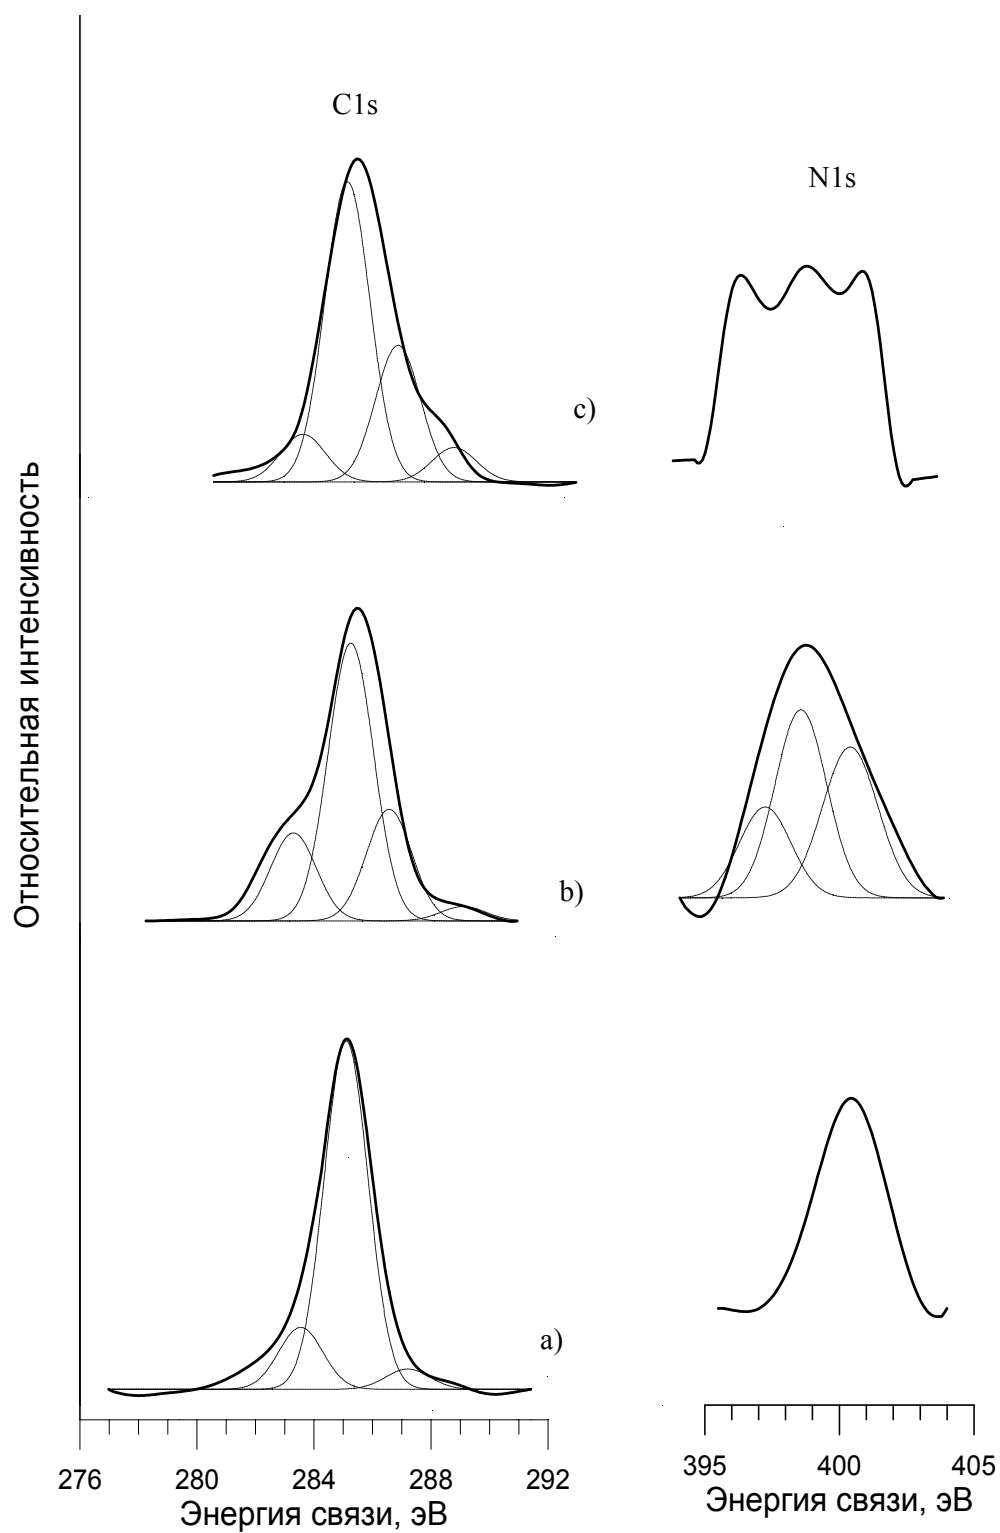 C1s
N1s
c)
Относительная интенсивность
b)
a)
276 280 284 288 292
395 400 405
Энергия связи, эВ
Энергия связи, эВ